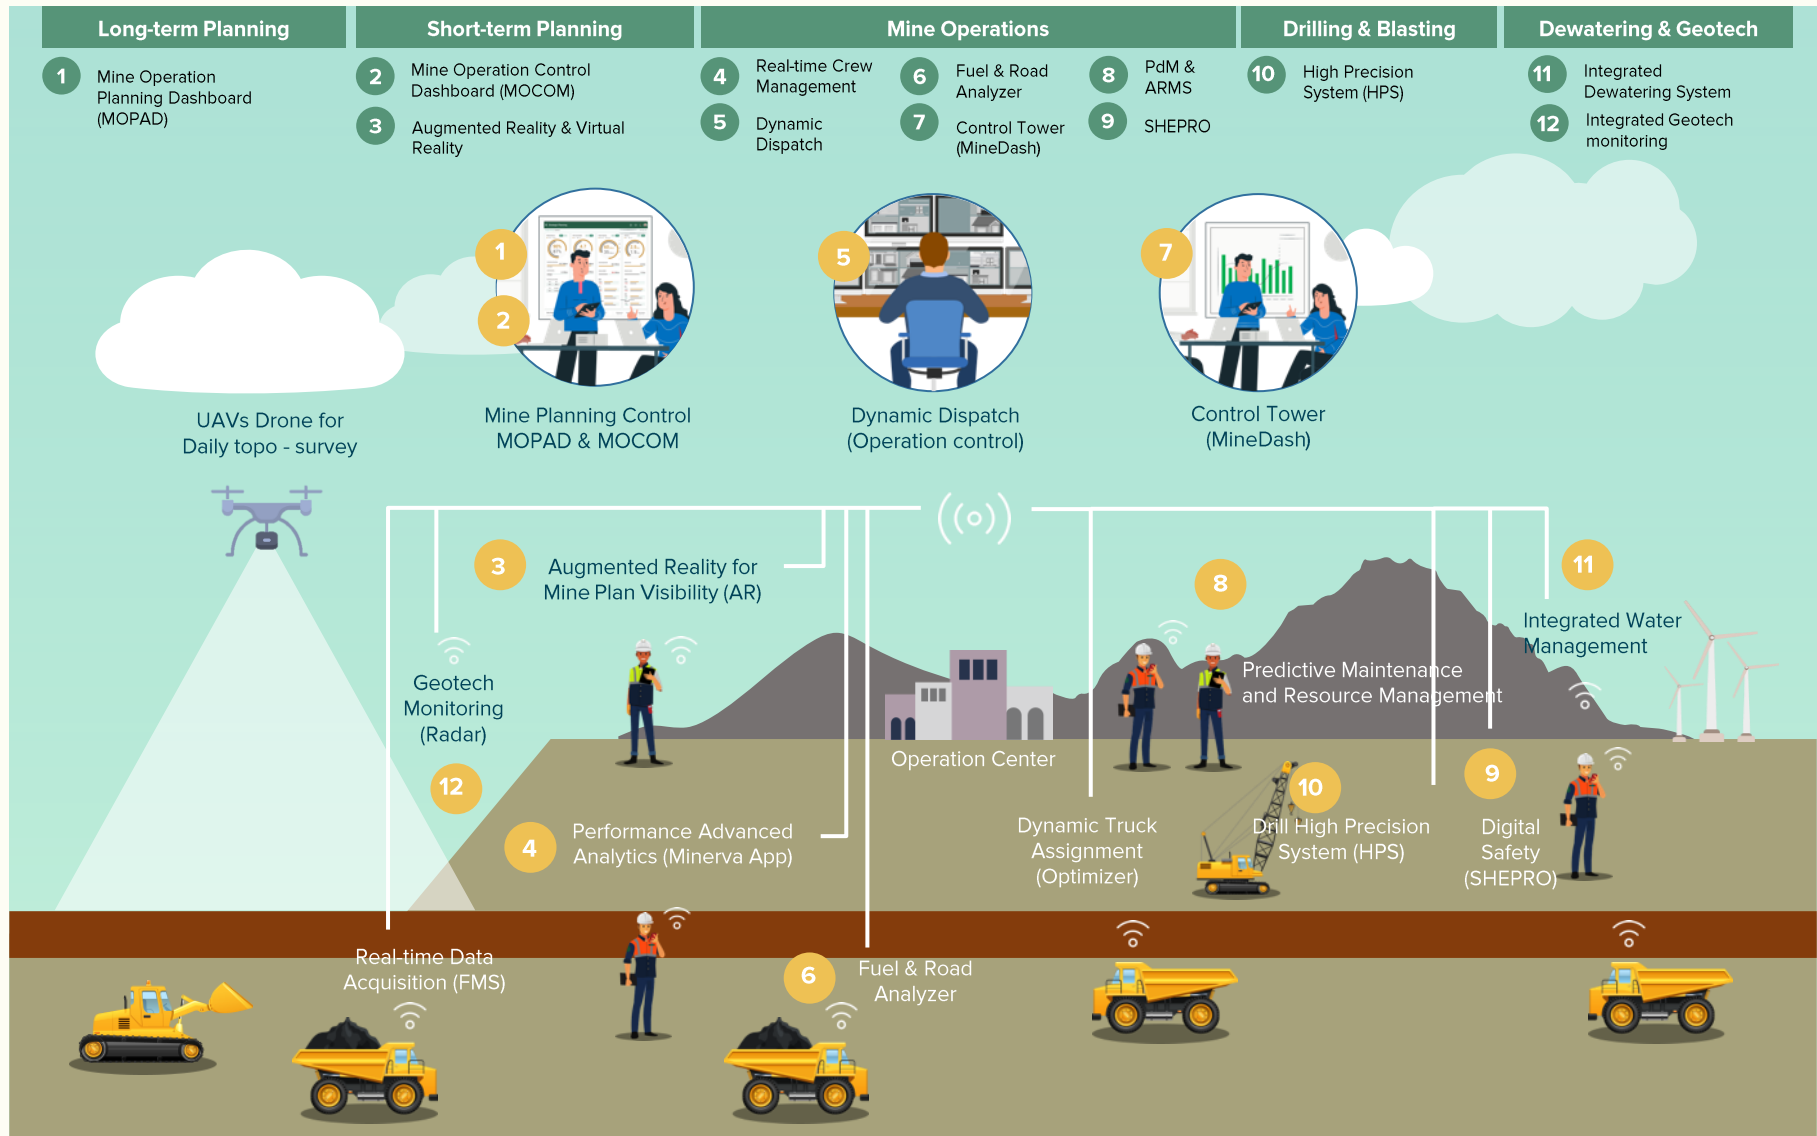 Long-term Planning
Short-term Planning
Mine Operations
Drilling & Blasting
Dewatering & Geotech
1
Mine Operation
Planning Dashboard
(MOPAD)
2
Mine Operation Control
Dashboard (MOCOM)
3
Augmented Reality & Virtual
Reality
4
Real-time Crew
Management
5
Dynamic
Dispatch
6
Fuel & Road
Analyzer
7
Control Tower
(MineDash)
8
PdM &
ARMS
9
SHEPRO
10
High Precision
System (HPS)
11
Integrated
Dewatering System
12
Integrated Geotech
monitoring
1
2
5
7
UAVs Drone for
Daily topo - survey
Mine Planning Control
MOPAD & MOCOM
Dynamic Dispatch
(Operation control)
Control Tower
(MineDash)
3
Augmented Reality for
Mine Plan Visibility (AR)
8
11
Integrated Water
Management
Geotech
Monitoring
(Radar)
12
Predictive Maintenance
and Resource Management
Operation Center
4
Performance Advanced
Analytics (Minerva App)
Dynamic Truck
Assignment
(Optimizer)
10
Drill High Precision
System (HPS)
9
Digital
Safety
(SHEPRO)
Real-time Data
Acquisition (FMS)
6
Fuel & Road
Analyzer